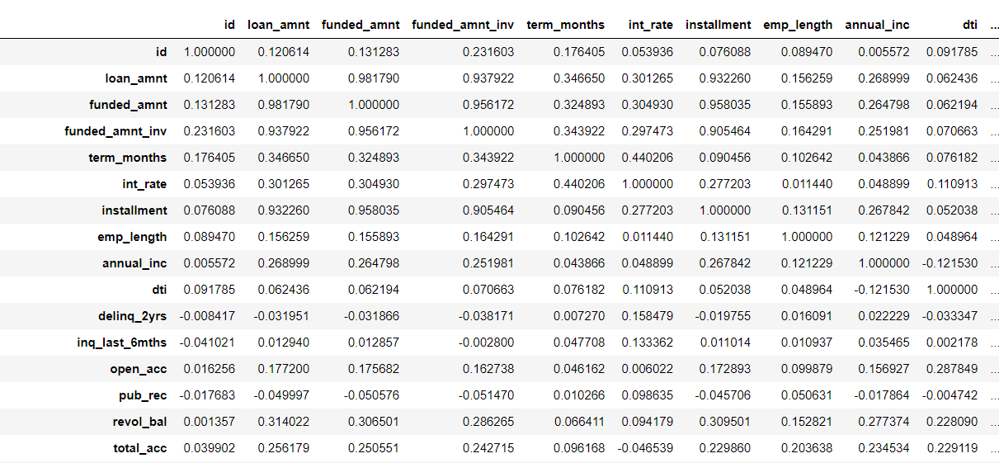 id loan_amnt funded_amnt funded_amnt_inv term_months int_rate installment emp_length annual_inc dti ...
id 1.000000 0.120614 0.131283 0.231603 0.176405 0.053936 0.076088 0.089470 0.005572 0.091785 ...
loan_amnt 0.120614 1.000000 0.981790 0.937922 0.346650 0.301265 0.932260 0.156259 0.268999 0.062436 ...
funded_amnt 0.131283 0.981790 1.000000 0.956172 0.324893 0.304930 0.958035 0.155893 0.264798 0.062194 ...
funded_amnt_inv 0.231603 0.937922 0.956172 1.000000 0.343922 0.297473 0.905464 0.164291 0.251981 0.070663 ...
term_months 0.176405 0.346650 0.324893 0.343922 1.000000 0.440206 0.090456 0.102642 0.043866 0.076182 ...
int_rate 0.053936 0.301265 0.304930 0.297473 0.440206 1.000000 0.277203 0.011440 0.048899 0.110913 ...
installment 0.076088 0.932260 0.958035 0.905464 0.090456 0.277203 1.000000 0.131151 0.267842 0.052038 ...
emp_length 0.089470 0.156259 0.155893 0.164291 0.102642 0.011440 0.131151 1.000000 0.121229 0.048964 ...
annual_inc 0.005572 0.268999 0.264798 0.251981 0.043866 0.048899 0.267842 0.121229 1.000000 -0.121530 ...
dti 0.091785 0.062436 0.062194 0.070663 0.076182 0.110913 0.052038 0.048964 -0.121530 1.000000 ...
delinq_2yrs -0.008417 -0.031951 -0.031866 -0.038171 0.007270 0.158479 -0.019755 0.016091 0.022229 -0.033347 ...
inq_last_6mths -0.041021 0.012940 0.012857 -0.002800 0.047708 0.133362 0.011014 0.010937 0.035465 0.002178 ...
open_acc 0.016256 0.177200 0.175682 0.162738 0.046162 0.006022 0.172893 0.099879 0.156927 0.287849 ...
pub_rec -0.017683 -0.049997 -0.050576 -0.051470 0.010266 0.098635 -0.045706 0.050631 -0.017864 -0.004742 ...
revol_bal 0.001357 0.314022 0.306501 0.286265 0.066411 0.094179 0.309501 0.152821 0.277374 0.228090 ...
total_acc 0.039902 0.256179 0.250551 0.242715 0.096168 -0.046539 0.229860 0.203638 0.234534 0.229119 ...